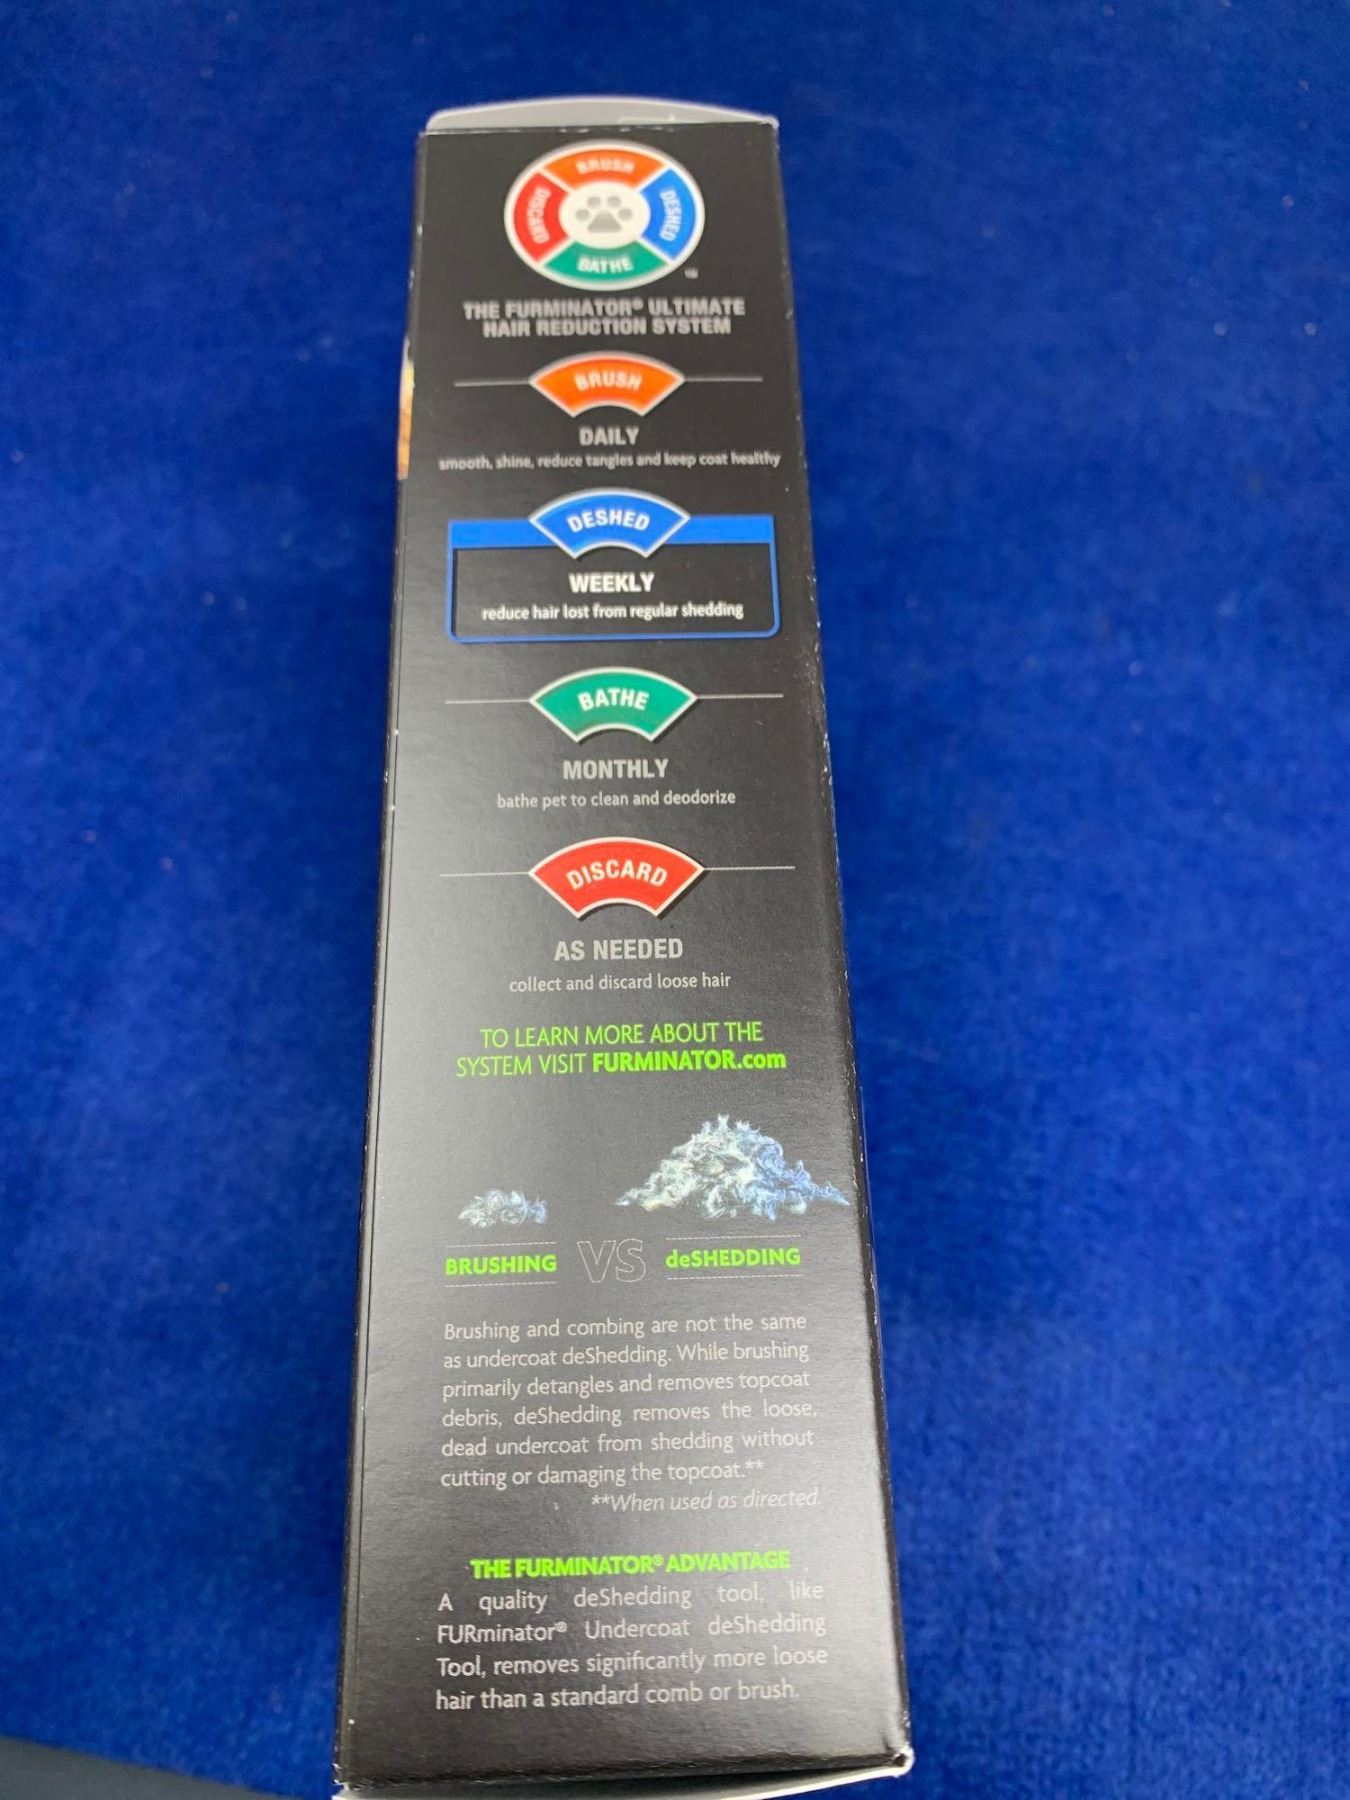 BRUSH
DISCARD
DESHED
BATHE
TM
THE FURMINATOR® ULTIMATE
HAIR REDUCTION SYSTEM
BRUSH
DAILY
smooth, shine, reduce tangles and keep coat healthy
DESHED
WEEKLY
reduce hair lost from regular shedding
BATHE
MONTHLY
bathe pet to clean and deodorize
DISCARD
AS NEEDED
collect and discard loose hair
TO LEARN MORE ABOUT THE
SYSTEM VISIT FURMINATOR.com
BRUSHING VS deSHEDDING
Brushing and combing are not the same
as undercoat deShedding. While brushing
primarily detangles and removes topcoat
debris, deShedding removes the loose,
dead undercoat from shedding without
cutting or damaging the topcoat.**
**When used as directed.
THE FURMINATOR® ADVANTAGE
A quality deShedding tool, like
FURminator® Undercoat deShedding
Tool, removes significantly more loose
hair than a standard comb or brush.